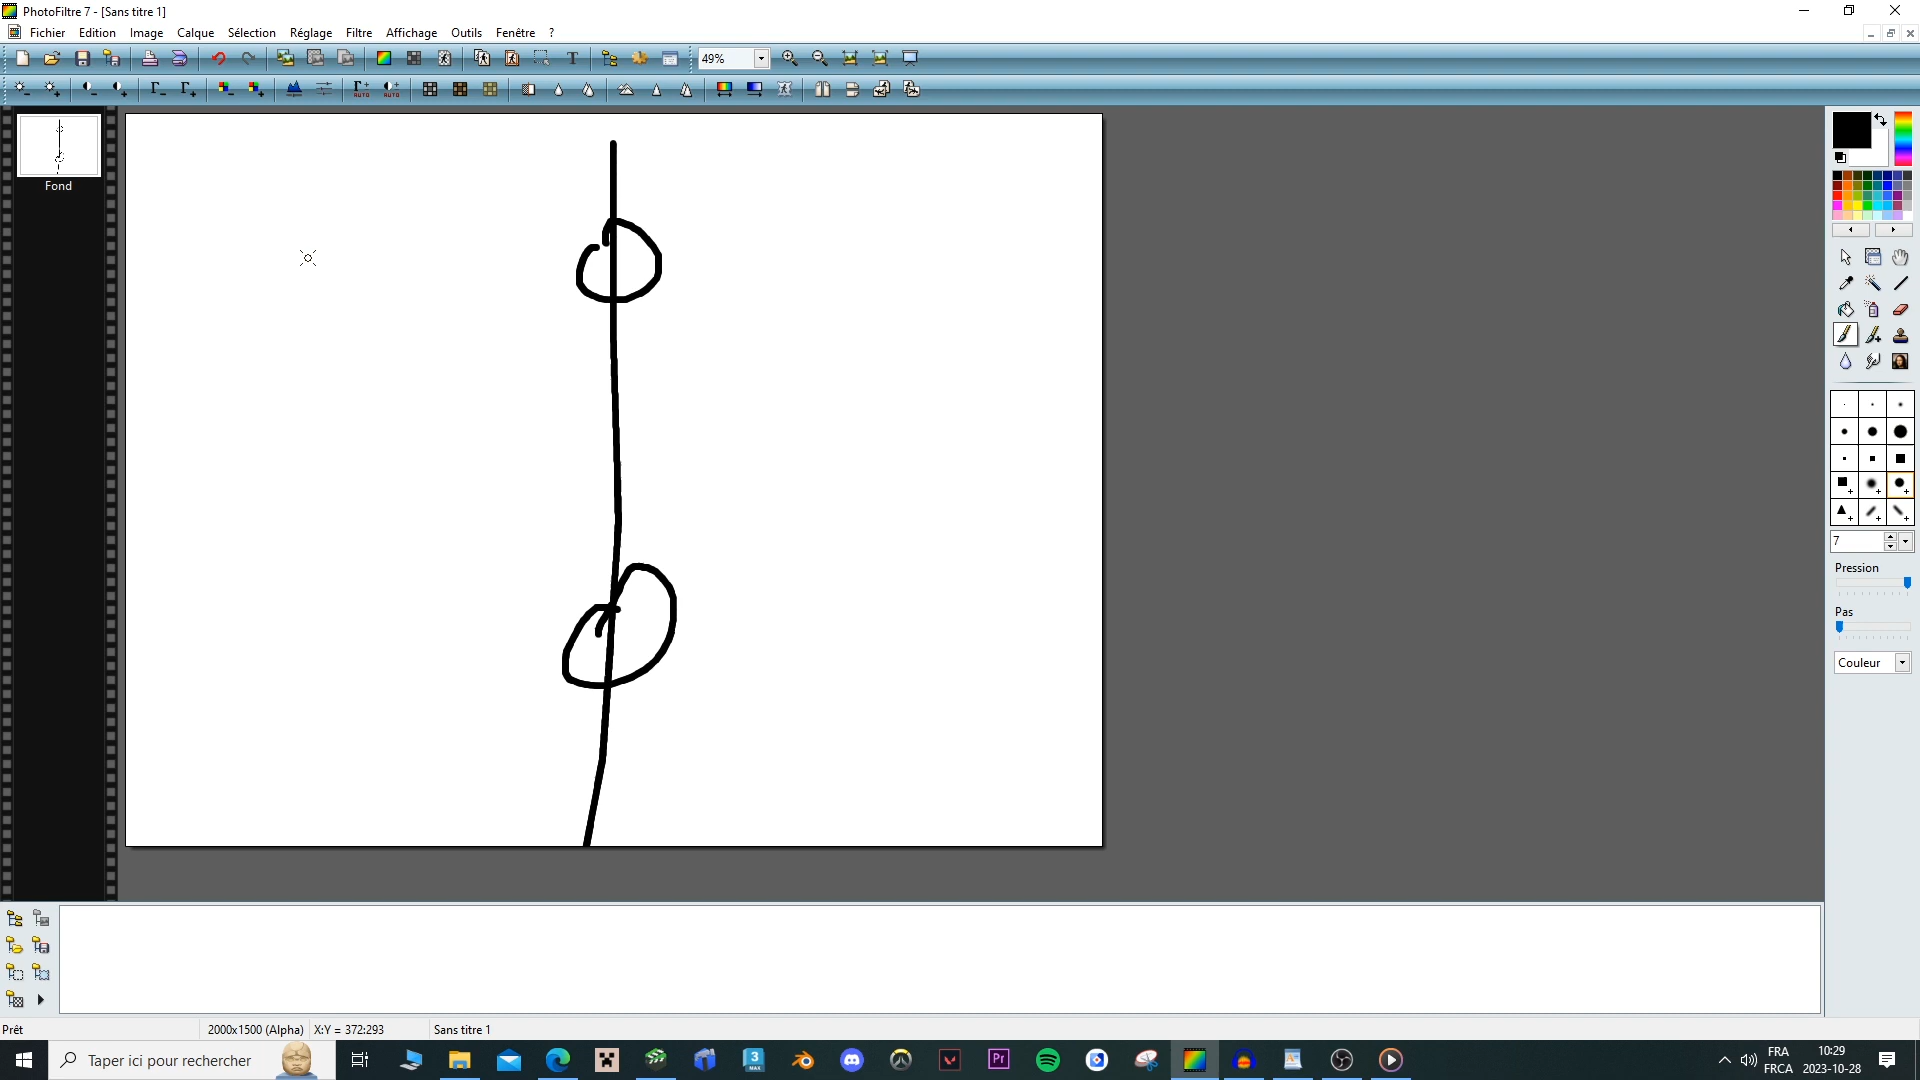 PhotoFiltre 7 - [Sans titre 1]
Fichier Edition Image Calque Sélection Réglage Filtre Affichage Outils Fenêtre ?
49%
Fond
7
Pression
Pas
Couleur
Prêt 2000x1500 (Alpha) X:Y = 372:293 Sans titre 1
Taper ici pour rechercher
FRA 10:29
FRCA 2023-10-28